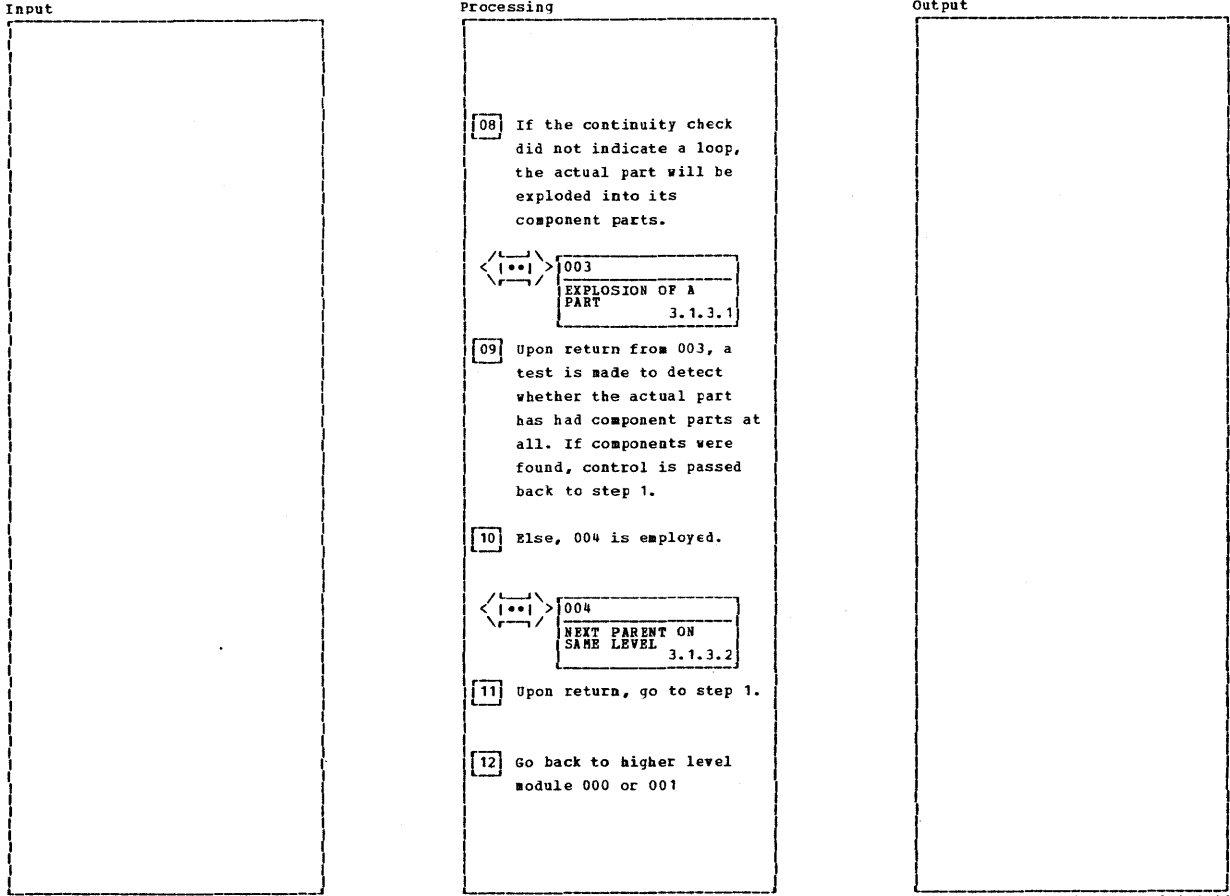 Input
Processing
Output
08 If the continuity check
did not indicate a loop,
the actual part will be
exploded into its
component parts.
003
EXPLOSION OF A
PART
3.1.3.1
09 Upon return from 003, a
test is made to detect
whether the actual part
has had component parts at
all. If components were
found, control is passed
back to step 1.
10 Else, 004 is employed.
004
NEXT PARENT ON
SAME LEVEL
3.1.3.2
11 Upon return, go to step 1.
12 Go back to higher level
module 000 or 001